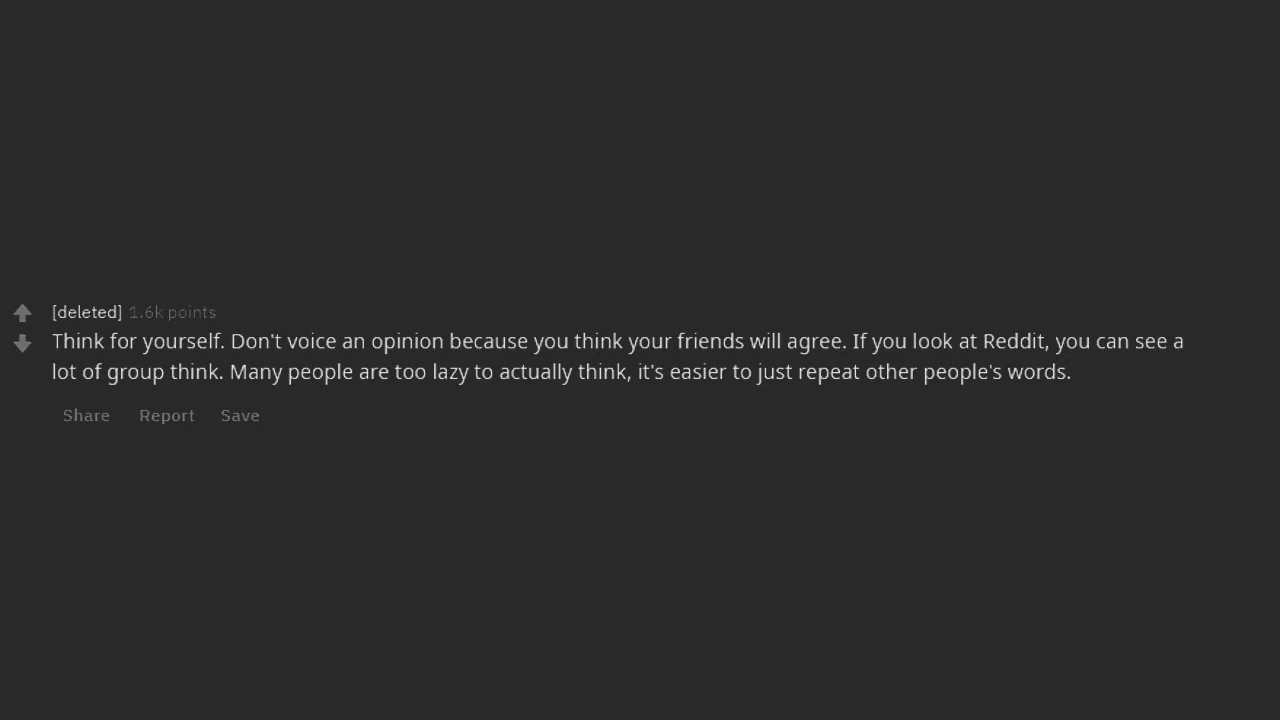 [deleted] 1.6k points
Think for yourself. Don't voice an opinion because you think your friends will agree. If you look at Reddit, you can see a
lot of group think. Many people are too lazy to actually think, it's easier to just repeat other people's words.
Share Report Save